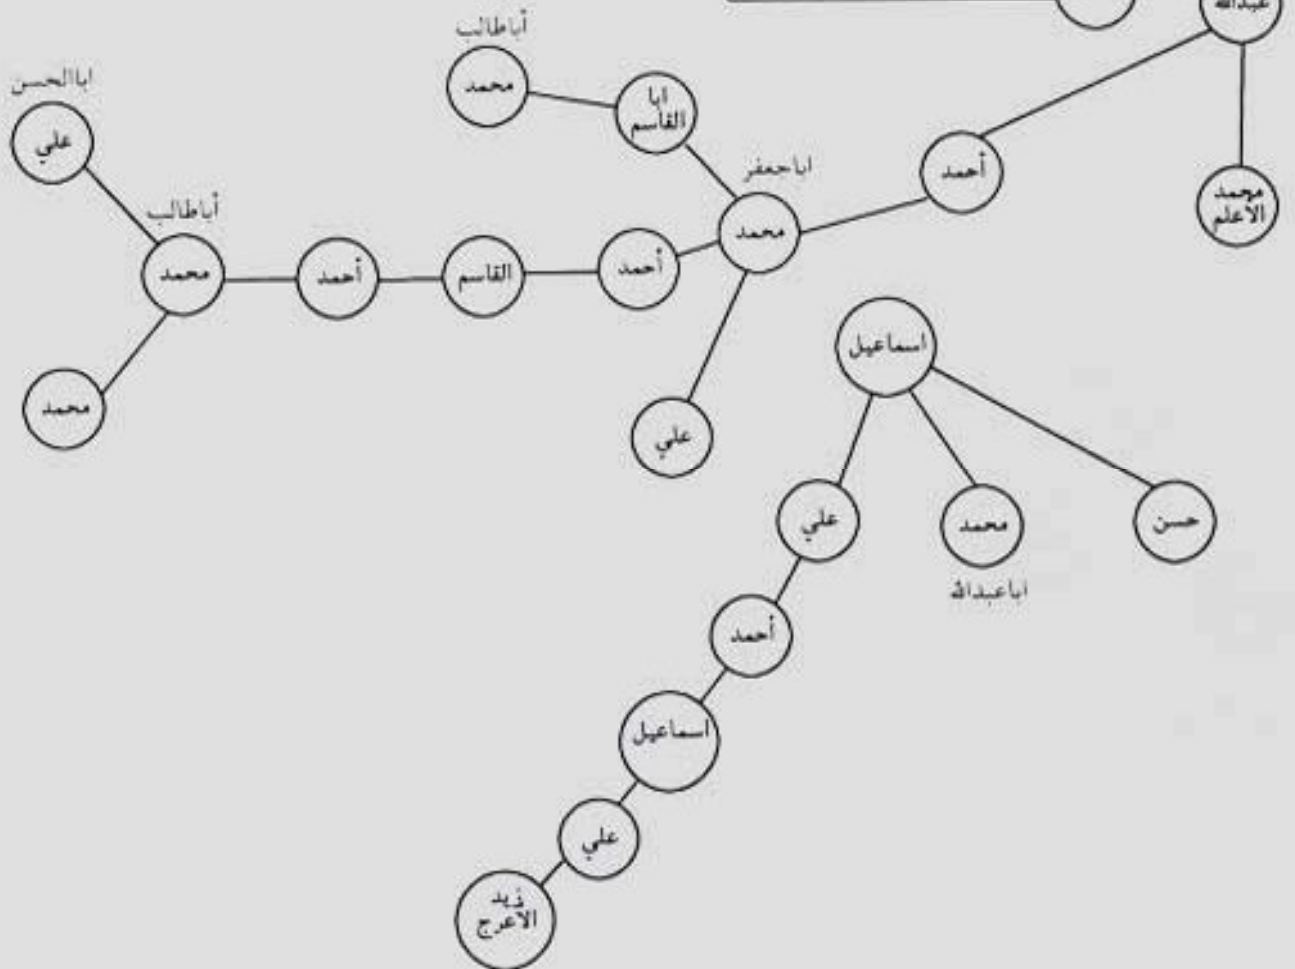 عبدالله
أباطالب
محمد
ابا
القاسم
اباالحسن
علي
اباجعفر
محمد
أحمد
محمد
الأعلم
أباطالب
محمد
أحمد
القاسم
أحمد
محمد
علي
اسماعيل
علي
محمد
اباعبدالله
حسن
أحمد
اسماعيل
علي
زيد
الأعرج